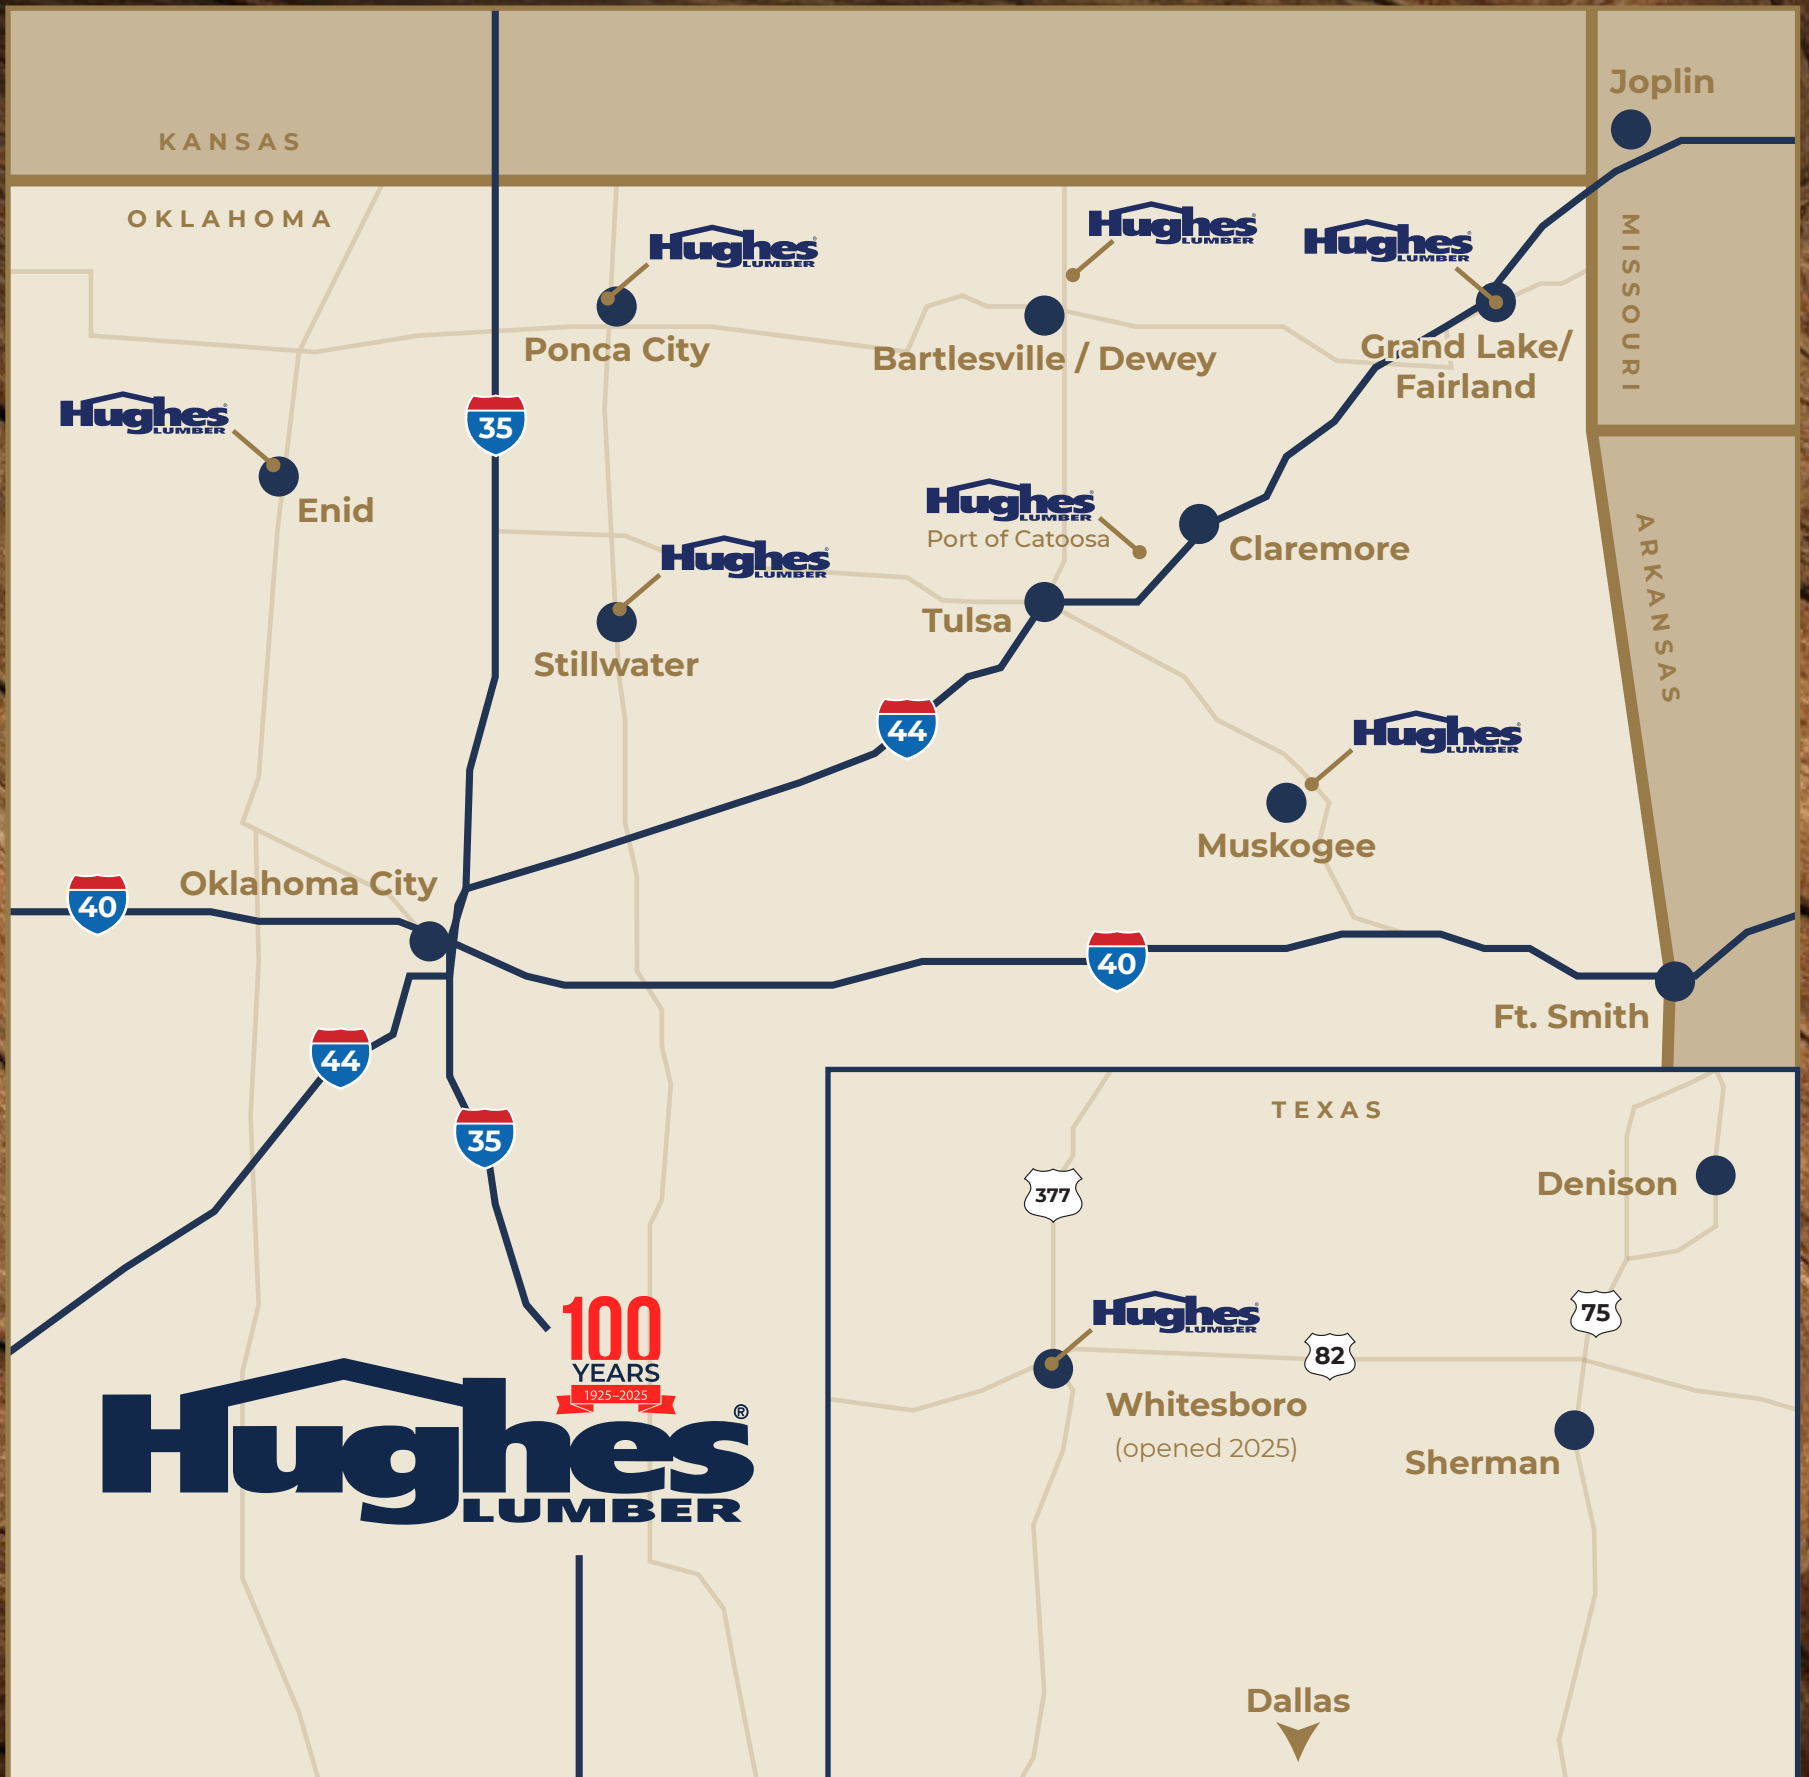 Joplin
KANSAS
OKLAHOMA
MISSOURI
Hughes
LUMBER
Ponca City
Hughes
LUMBER
Bartlesville / Dewey
Hughes
LUMBER
Grand Lake/
Fairland
35
Hughes
LUMBER
Enid
Hughes
LUMBER
Port of Catoosa
Claremore
ARKANSAS
Hughes
LUMBER
Stillwater
Tulsa
44
Hughes
LUMBER
Muskogee
Oklahoma City
40
40
Ft. Smith
44
35
TEXAS
377
Denison
75
Hughes
LUMBER
82
Whitesboro
(opened 2025)
Sherman
Dallas
100
YEARS
1925–2025
Hughes®
LUMBER